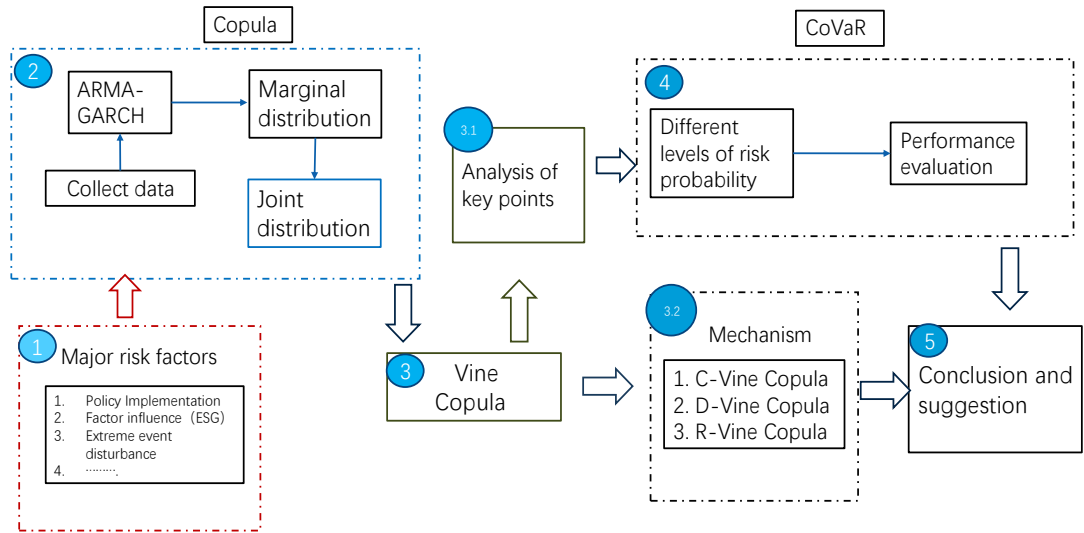 Copula
2
ARMA-
GARCH
Marginal
distribution
Collect data
Joint
distribution
1
Major risk factors
1. Policy Implementation
2. Factor influence（ESG)
3. Extreme event
disturbance
4. ··········.
3
Vine
Copula
3.1
Analysis of
key points
3.2
Mechanism
1. C-Vine Copula
2. D-Vine Copula
3. R-Vine Copula
CoVaR
4
Different
levels of risk
probability
Performance
evaluation
5
Conclusion and
suggestion